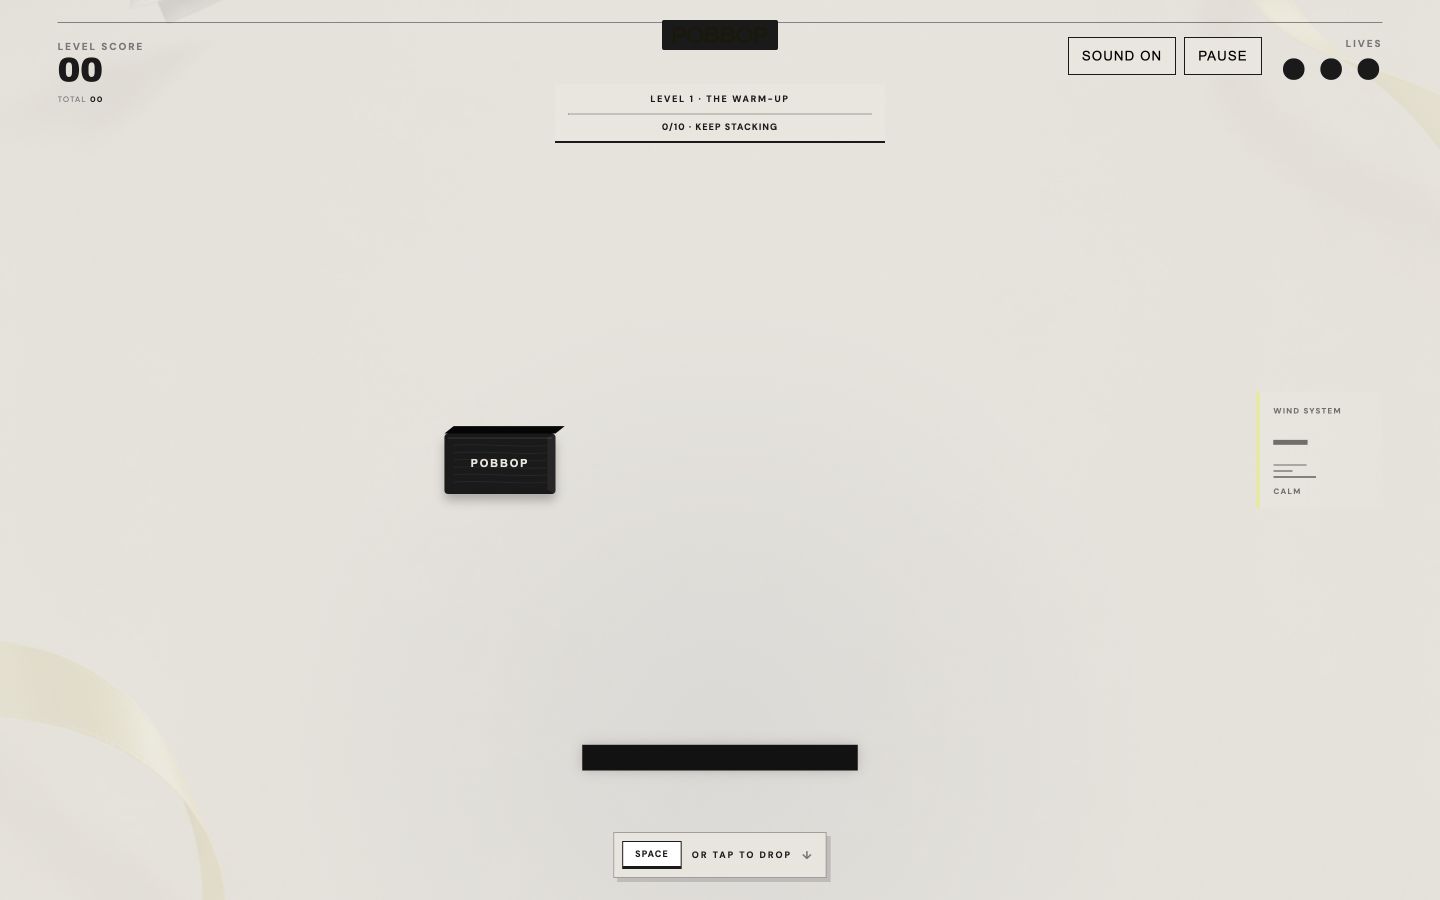 POBBOP
LEVEL SCORE
00
TOTAL 00
SOUND ON
PAUSE
LIVES
LEVEL 1 · THE WARM-UP
0/10 · KEEP STACKING
POBBOP
WIND SYSTEM
CALM
SPACE
OR TAP TO DROP ↓